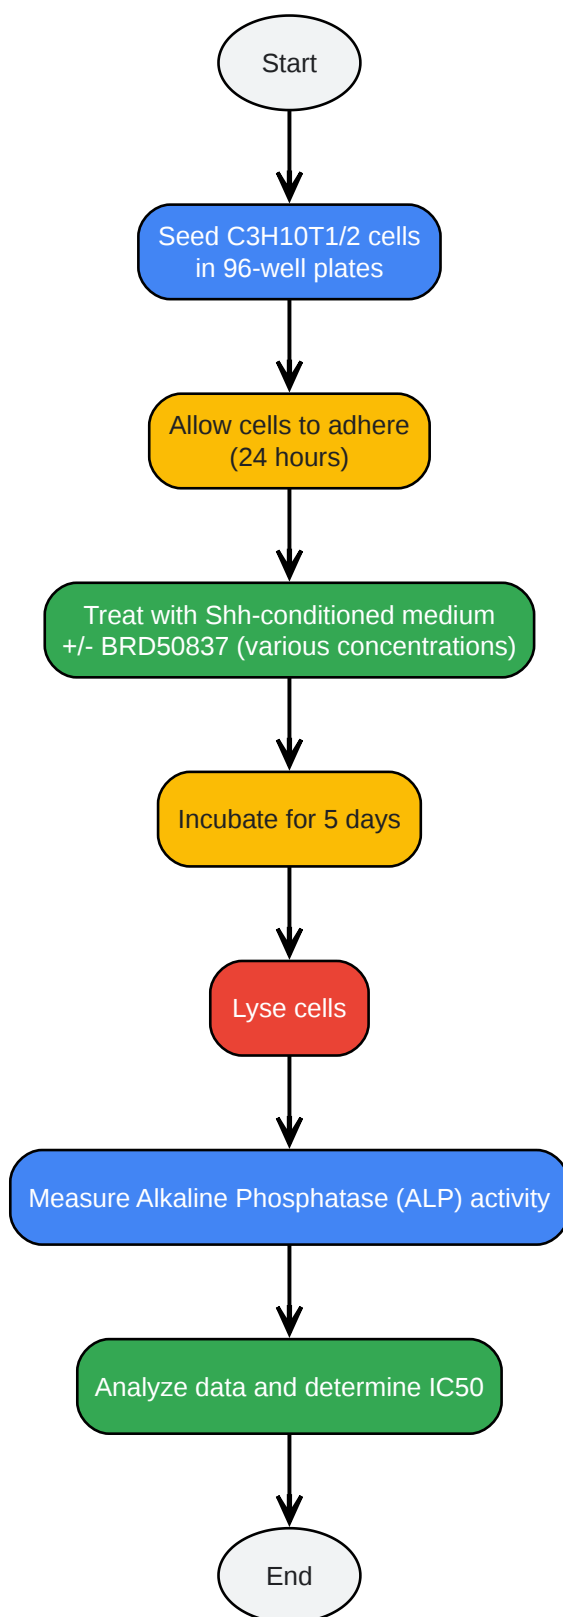 Start
Seed C3H10T1/2 cells
in 96-well plates
Allow cells to adhere
(24 hours)
Treat with Shh-conditioned medium
+/- BRD50837 (various concentrations)
Incubate for 5 days
Lyse cells
Measure Alkaline Phosphatase (ALP) activity
Analyze data and determine IC50
End